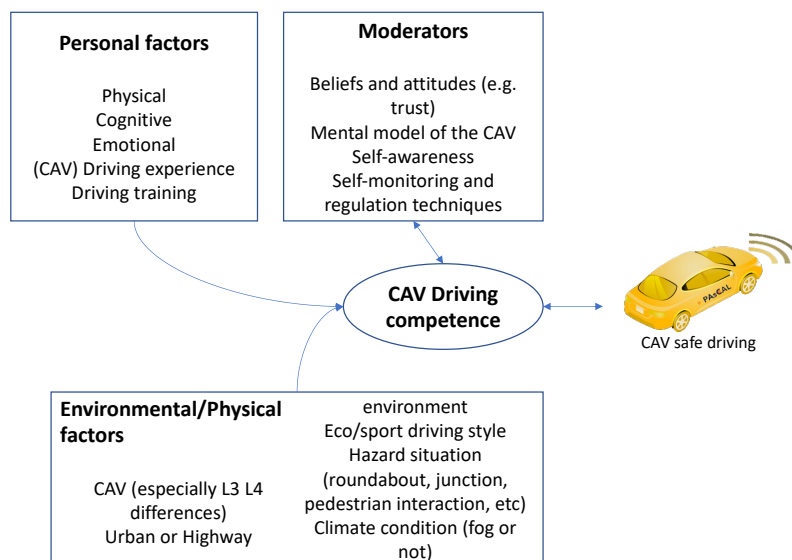 Personal factors
Physical
Cognitive
Emotional
(CAV) Driving experience
Driving training
Moderators
Beliefs and attitudes (e.g.
trust)
Mental model of the CAV
Self-awareness
Self-monitoring and
regulation techniques
CAV Driving
competence
PAsCAL
CAV safe driving
Environmental/Physical
factors
CAV (especially L3 L4
differences)
Urban or Highway
environment
Eco/sport driving style
Hazard situation
(roundabout, junction,
pedestrian interaction, etc)
Climate condition (fog or
not)